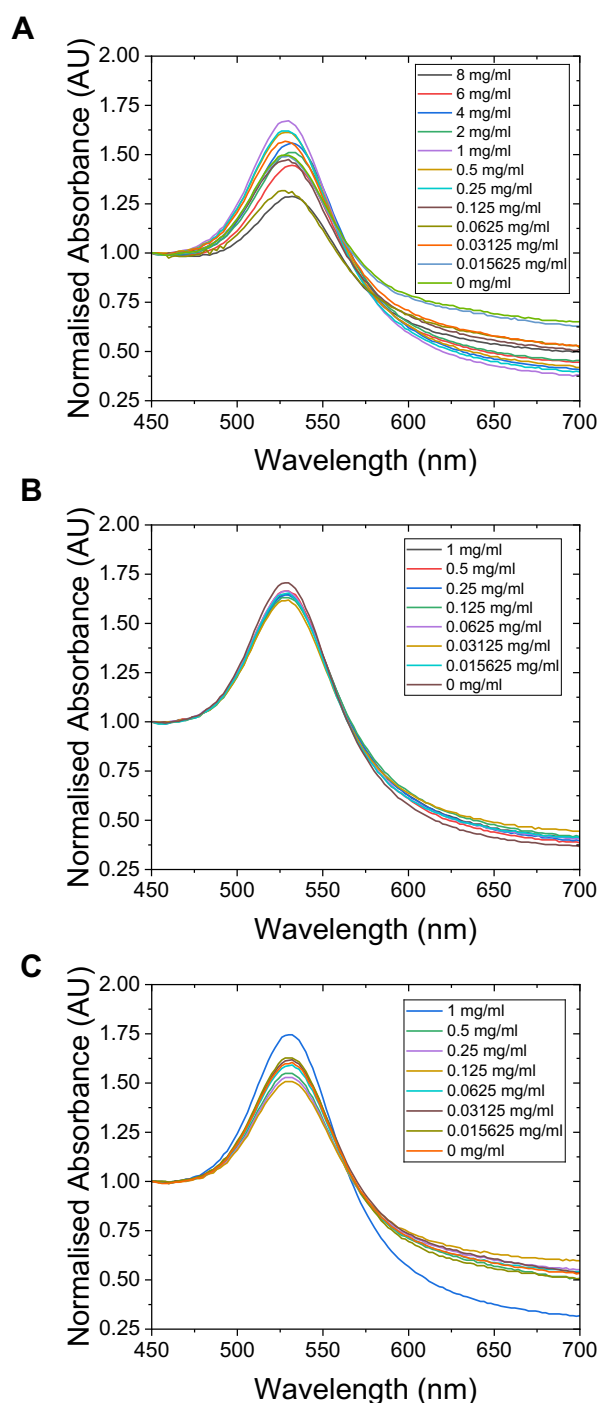 A
Normalised Absorbance (AU)
2.00
1.75
1.50
1.25
1.00
0.75
0.50
0.25
8 mg/ml
6 mg/ml
4 mg/ml
2 mg/ml
1 mg/ml
0.5 mg/ml
0.25 mg/ml
0.125 mg/ml
0.0625 mg/ml
0.03125 mg/ml
0.015625 mg/ml
0 mg/ml
450 500 550 600 650 700
Wavelength (nm)
B
Normalised Absorbance (AU)
2.00
1.75
1.50
1.25
1.00
0.75
0.50
0.25
1 mg/ml
0.5 mg/ml
0.25 mg/ml
0.125 mg/ml
0.0625 mg/ml
0.03125 mg/ml
0.015625 mg/ml
0 mg/ml
450 500 550 600 650 700
Wavelength (nm)
C
Normalised Absorbance (AU)
2.00
1.75
1.50
1.25
1.00
0.75
0.50
0.25
1 mg/ml
0.5 mg/ml
0.25 mg/ml
0.125 mg/ml
0.0625 mg/ml
0.03125 mg/ml
0.015625 mg/ml
0 mg/ml
450 500 550 600 650 700
Wavelength (nm)